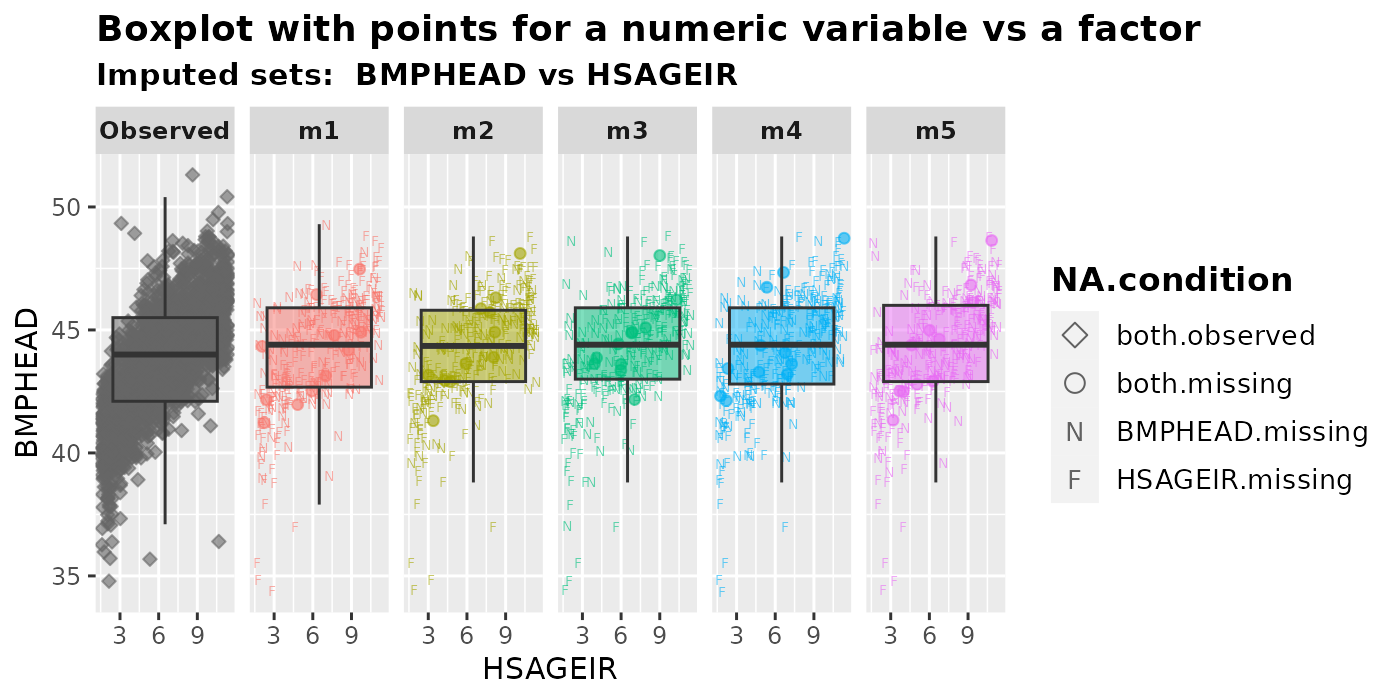 Boxplot with points for a numeric variable vs a factor
Imputed sets:  BMPHEAD vs HSAGEIR
Observed m1 m2 m3 m4 m5
50
45
40
35
BMPHEAD
3 6 9 3 6 9 3 6 9 3 6 9 3 6 9 3 6 9
HSAGEIR
NA.condition
both.observed
both.missing
N BMPHEAD.missing
F HSAGEIR.missing